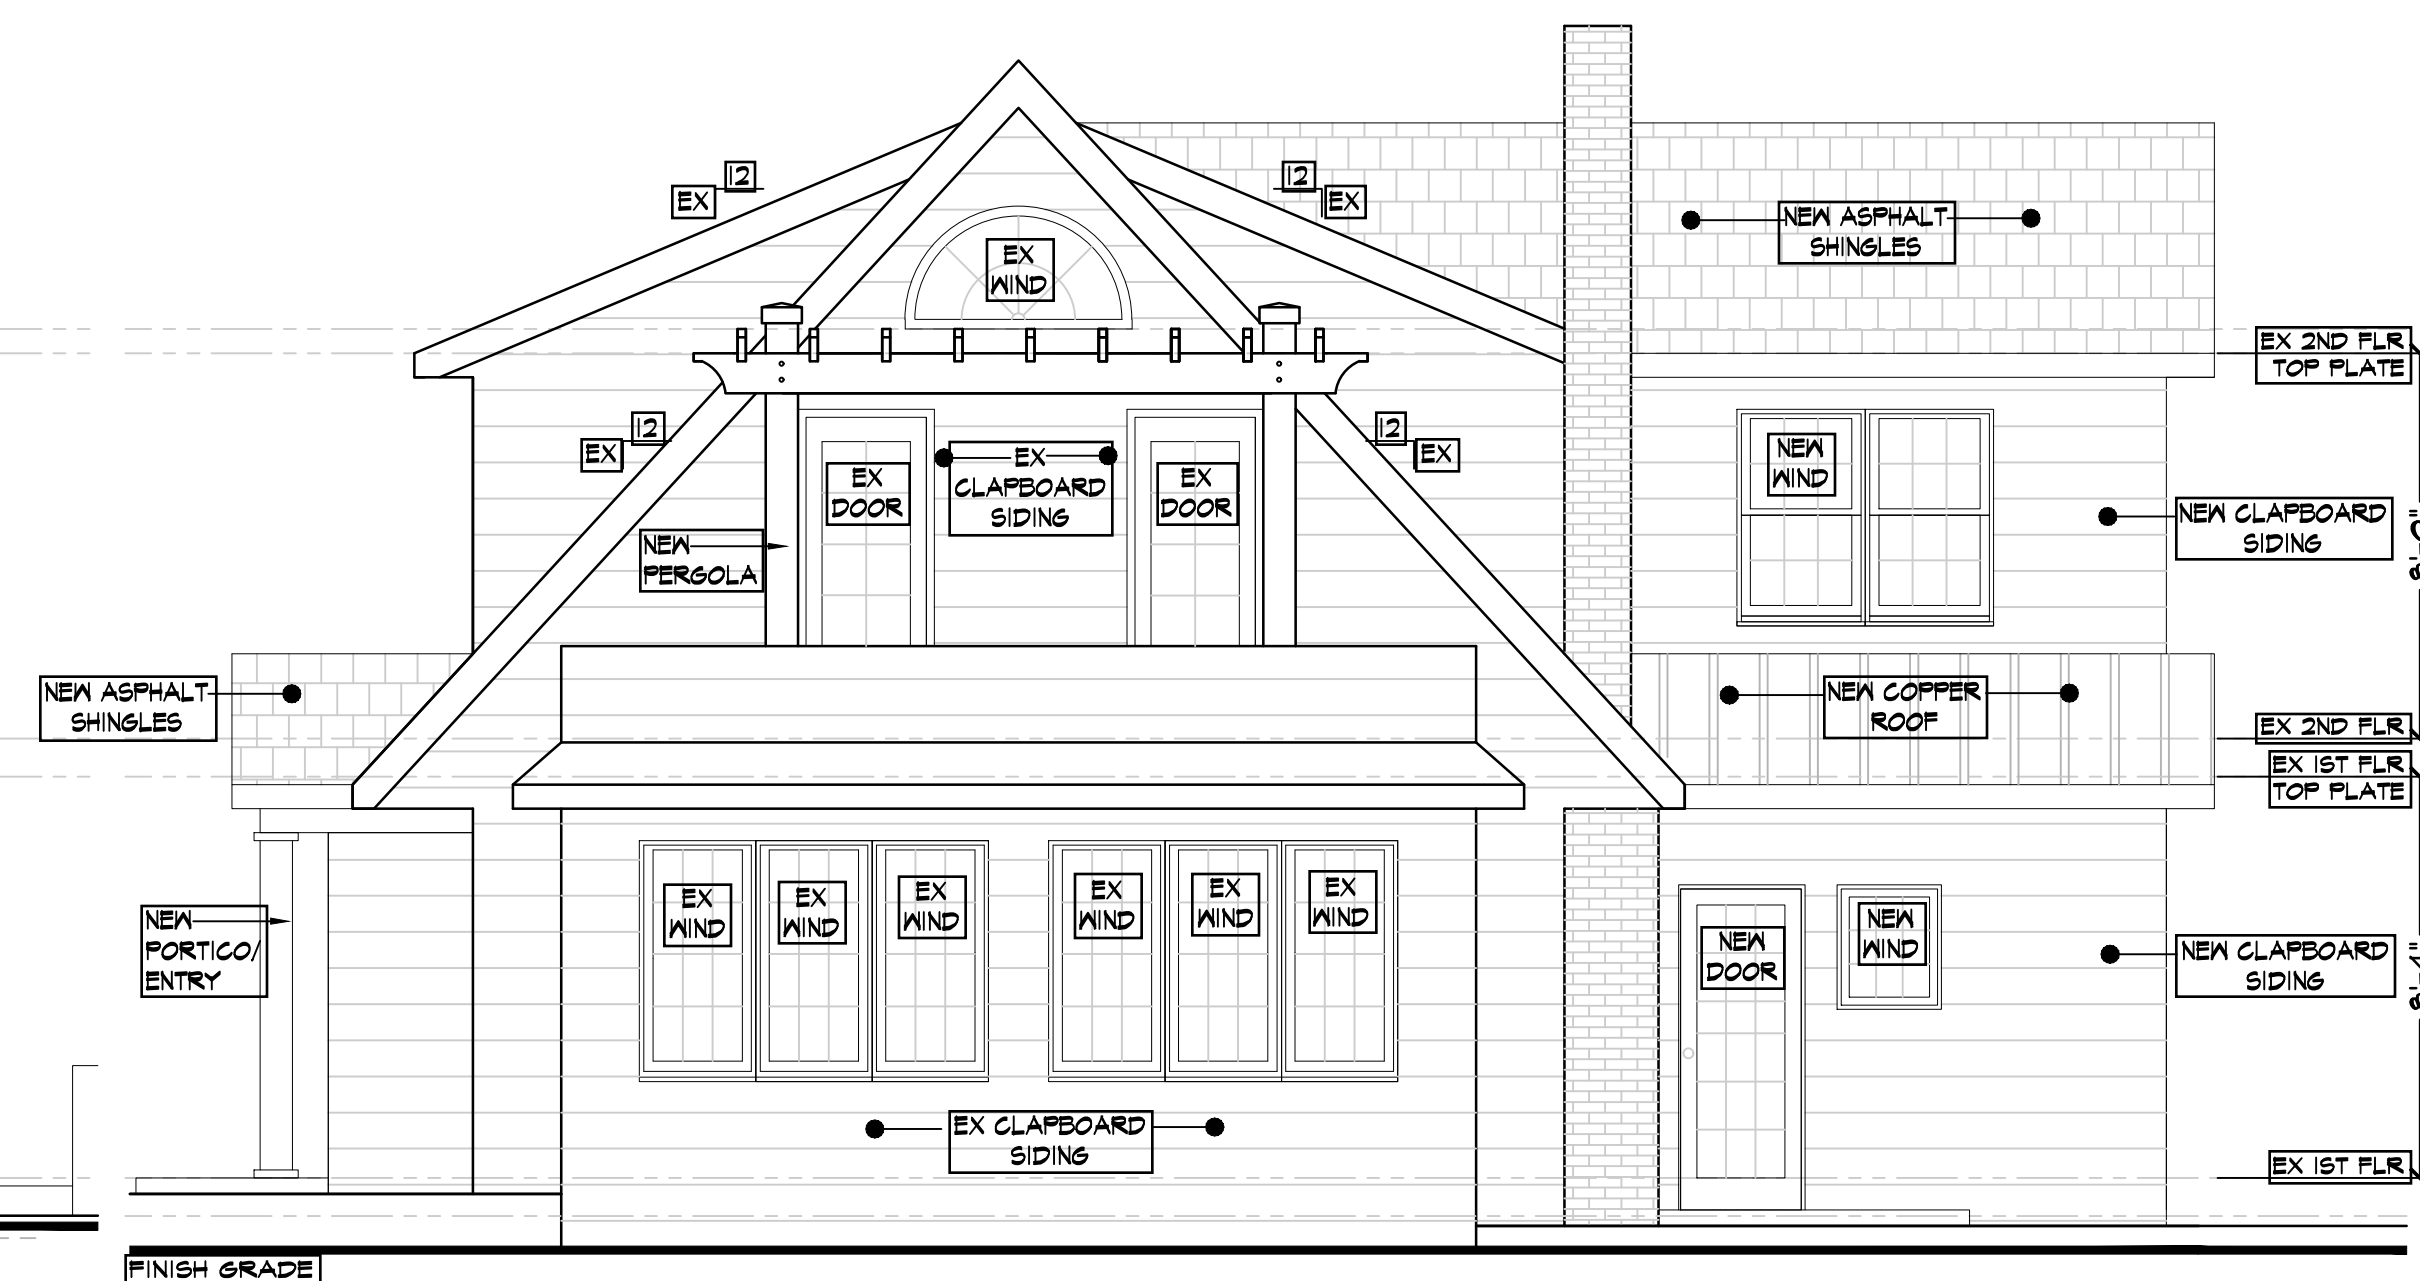 12
EX
12
EX
EX
WIND
NEW ASPHALT
SHINGLES
EX 2ND FLR
TOP PLATE
12
EX
12
EX
EX
DOOR
EX
CLAPBOARD
SIDING
EX
DOOR
NEW
WIND
NEW CLAPBOARD
SIDING
NEW
PERGOLA
NEW ASPHALT
SHINGLES
NEW COPPER
ROOF
EX 2ND FLR
EX 1ST FLR
TOP PLATE
EX
WIND
EX
WIND
EX
WIND
EX
WIND
EX
WIND
EX
WIND
NEW
PORTICO/
ENTRY
NEW
DOOR
NEW
WIND
NEW CLAPBOARD
SIDING
EX CLAPBOARD
SIDING
EX 1ST FLR
FINISH GRADE